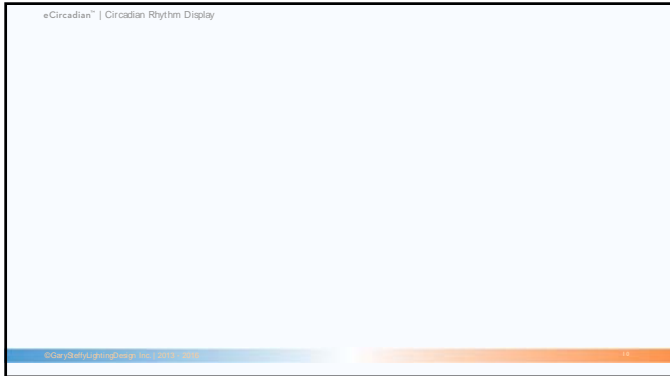 eCircadian™ | Circadian Rhythm Display
©GarySteffyLightingDesign Inc. | 2013 -